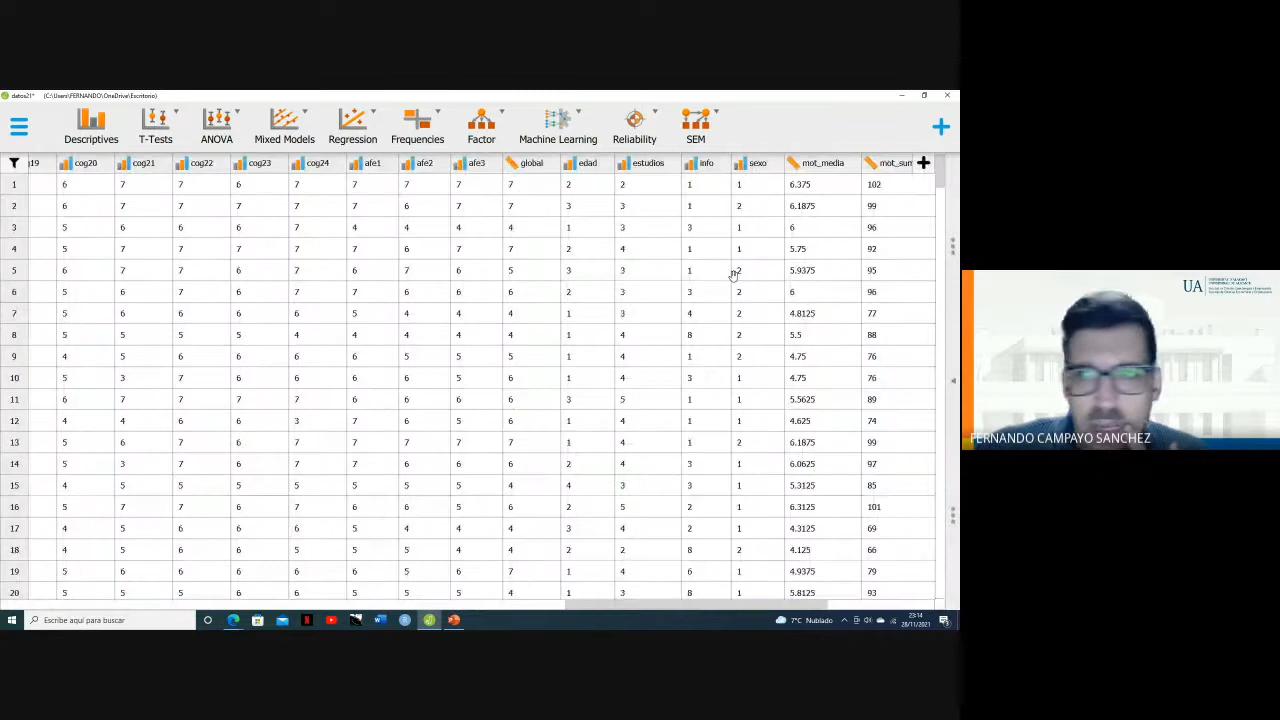 datos21* (C:\Users\FERNANDO\OneDrive\Escritorio)
Descriptives T-Tests ANOVA Mixed Models Regression Frequencies Factor Machine Learning Reliability SEM
cog20 cog21 cog22 cog23 cog24 afe1 afe2 afe3 global edad estudios info sexo mot_media mot_sum
1 6 7 7 6 7 7 7 7 7 2 2 1 1 6.375 102
2 6 7 7 7 7 7 6 7 7 3 3 1 2 6.1875 99
3 5 6 6 6 7 4 4 4 4 1 3 3 1 6 96
4 5 7 7 7 7 7 6 7 7 2 4 1 1 5.75 92
5 6 7 7 6 7 6 7 6 5 3 3 1 2 5.9375 95
6 5 6 7 6 7 7 6 6 4 2 3 2 96
7 5 6 6 6 6 5 4 4 4 1 3 4 2 4.8125 77
8 5 5 5 5 4 4 4 4 4 1 4 8 2 5.5 88
9 4 5 6 6 6 6 5 5 5 1 4 1 2 4.75 76
10 5 3 7 6 6 6 6 5 6 1 4 3 1 4.75 76
11 6 7 7 7 7 6 6 6 6 3 5 1 1 5.5625 89
12 4 4 6 6 3 7 6 5 6 1 4 1 1 4.625 74
13 5 6 7 6 7 7 7 7 7 1 4 1 2 6.1875 99
14 5 3 7 6 7 7 6 6 6 2 4 3 1 6.0625 97
15 4 5 5 5 5 5 5 5 4 4 3 3 1 5.3125 85
16 5 7 7 6 7 6 6 5 6 2 5 2 1 6.3125 101
17 4 5 6 6 6 5 4 4 4 3 4 2 1 4.3125 69
18 4 5 6 6 5 5 5 4 4 2 2 8 2 4.125 66
19 5 6 6 6 6 6 5 6 7 1 4 6 1 4.9375 79
20 5 5 5 6 6 5 5 5 4 1 3 8 1 5.8125 93
Escribe aquí para buscar
7°C Nublado
23:14
28/11/2021
UA
FERNANDO CAMPAYO SANCHEZ